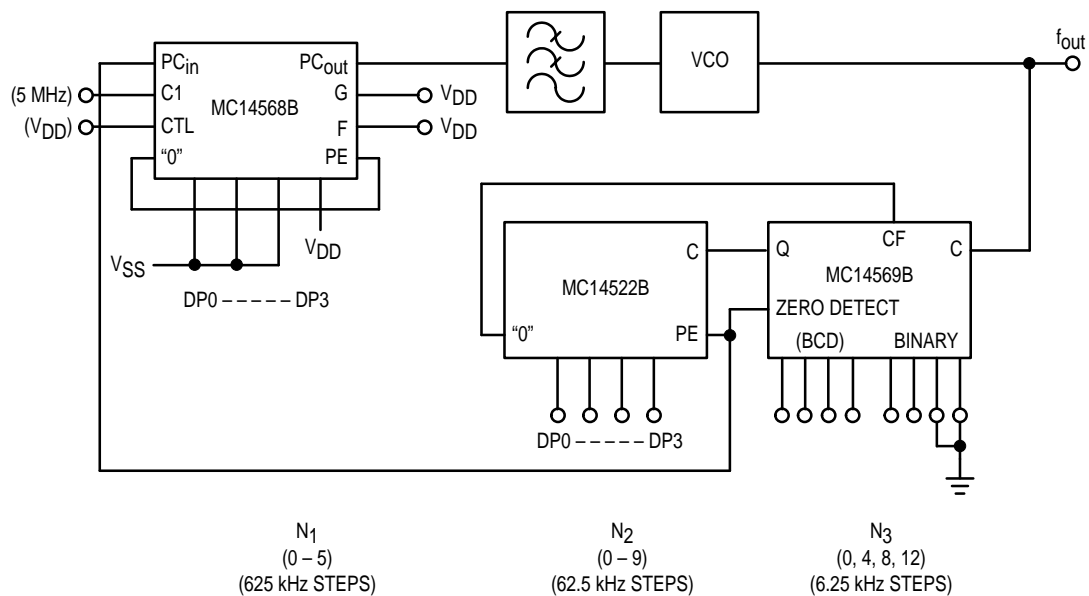 PCin PCout
(5 MHz) C1 G VDD
MC14568B
(VDD) CTL F VDD
“0” PE
VSS VDD
DP0 – – – – – DP3
VCO
fout
CF
C Q C
MC14522B MC14569B
ZERO DETECT
“0” PE (BCD) BINARY
DP0 – – – – – DP3
N1 N2 N3
(0 – 5) (0 – 9) (0, 4, 8, 12)
(625 kHz STEPS) (62.5 kHz STEPS) (6.25 kHz STEPS)